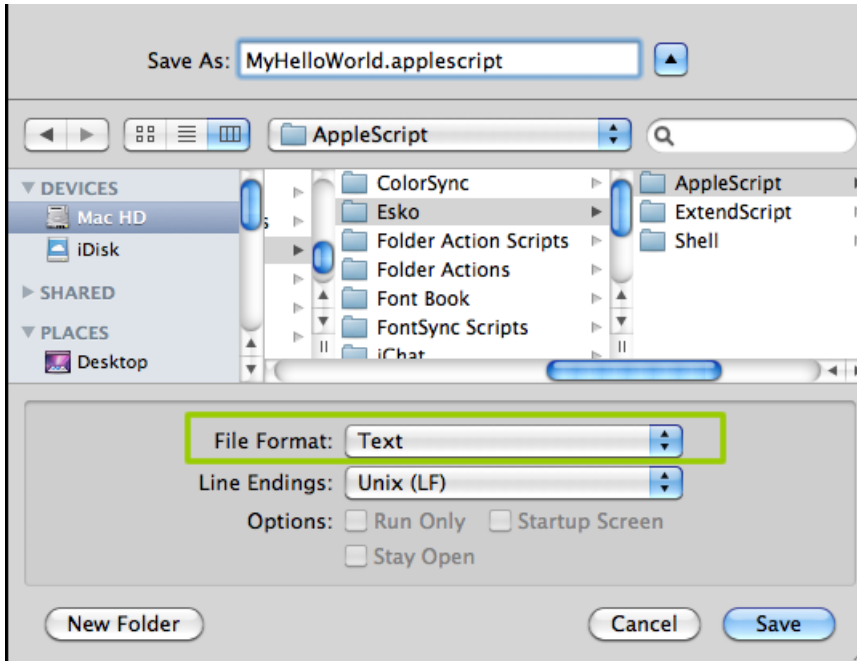 Save As: MyHelloWorld.applescript
AppleScript
DEVICES
Mac HD
iDisk
SHARED
PLACES
Desktop
s
ColorSync
Esko
Folder Action Scripts
Folder Actions
Font Book
FontSync Scripts
iChat
AppleScript
ExtendScript
Shell
File Format: Text
Line Endings: Unix (LF)
Options: Run Only Startup Screen
Stay Open
New Folder Cancel Save